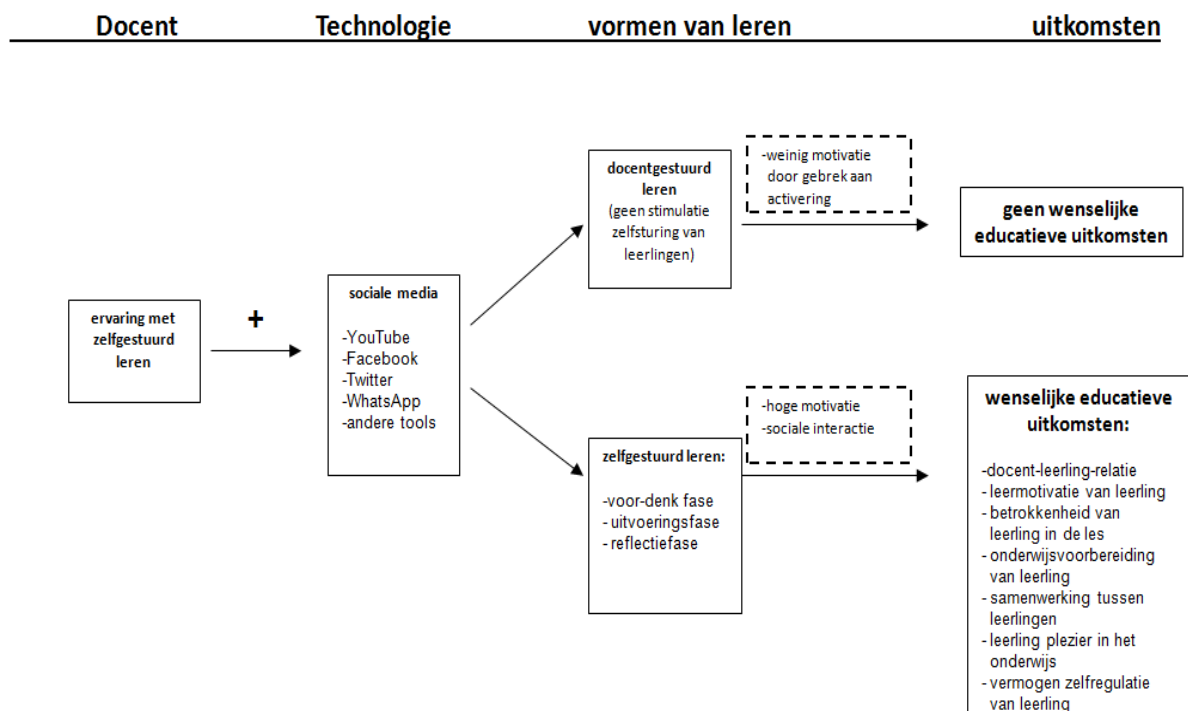 Docent Technologie vormen van leren uitkomsten
ervaring met
zelfgestuurd
leren
+
sociale media
-YouTube
-Facebook
-Twitter
-WhatsApp
-andere tools
docentgestuurd
leren
(geen stimulatie
zelfsturing van
leerlingen)
-weinig motivatie
door gebrek aan
activering
geen wenselijke
educatieve uitkomsten
zelfgestuurd leren:
-voor-denk fase
- uitvoeringsfase
- reflectiefase
-hoge motivatie
-sociale interactie
wenselijke educatieve
uitkomsten:
-docent-leerling-relatie
- leermotivatie van leerling
- betrokkenheid van
leerling in de les
- onderwijsvoorbereiding
van leerling
- samenwerking tussen
leerlingen
- leerling plezier in het
onderwijs
- vermogen zelfregulatie
van leerling